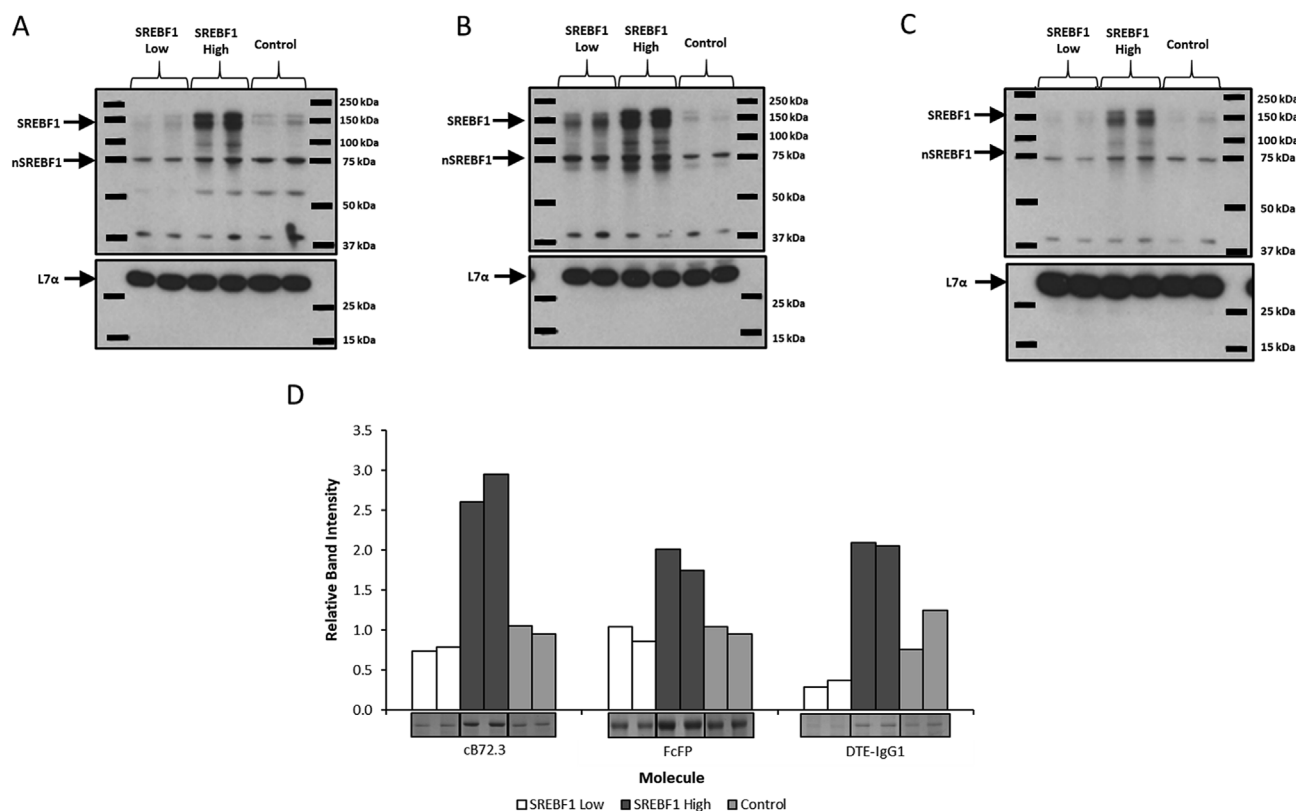 A
SREBF1
Low
SREBF1
High
Control
SREBF1
nSREBF1
L7α
250 kDa
150 kDa
100 kDa
75 kDa
50 kDa
37 kDa
25 kDa
15 kDa
B
SREBF1
Low
SREBF1
High
Control
SREBF1
nSREBF1
L7α
250 kDa
150 kDa
100 kDa
75 kDa
50 kDa
37 kDa
25 kDa
15 kDa
C
SREBF1
Low
SREBF1
High
Control
SREBF1
nSREBF1
L7α
250 kDa
150 kDa
100 kDa
75 kDa
50 kDa
37 kDa
25 kDa
15 kDa
D
Relative Band Intensity
3.5
3.0
2.5
2.0
1.5
1.0
0.5
0.0
cB72.3
FcFP
DTE-IgG1
Molecule
SREBF1 Low
SREBF1 High
Control